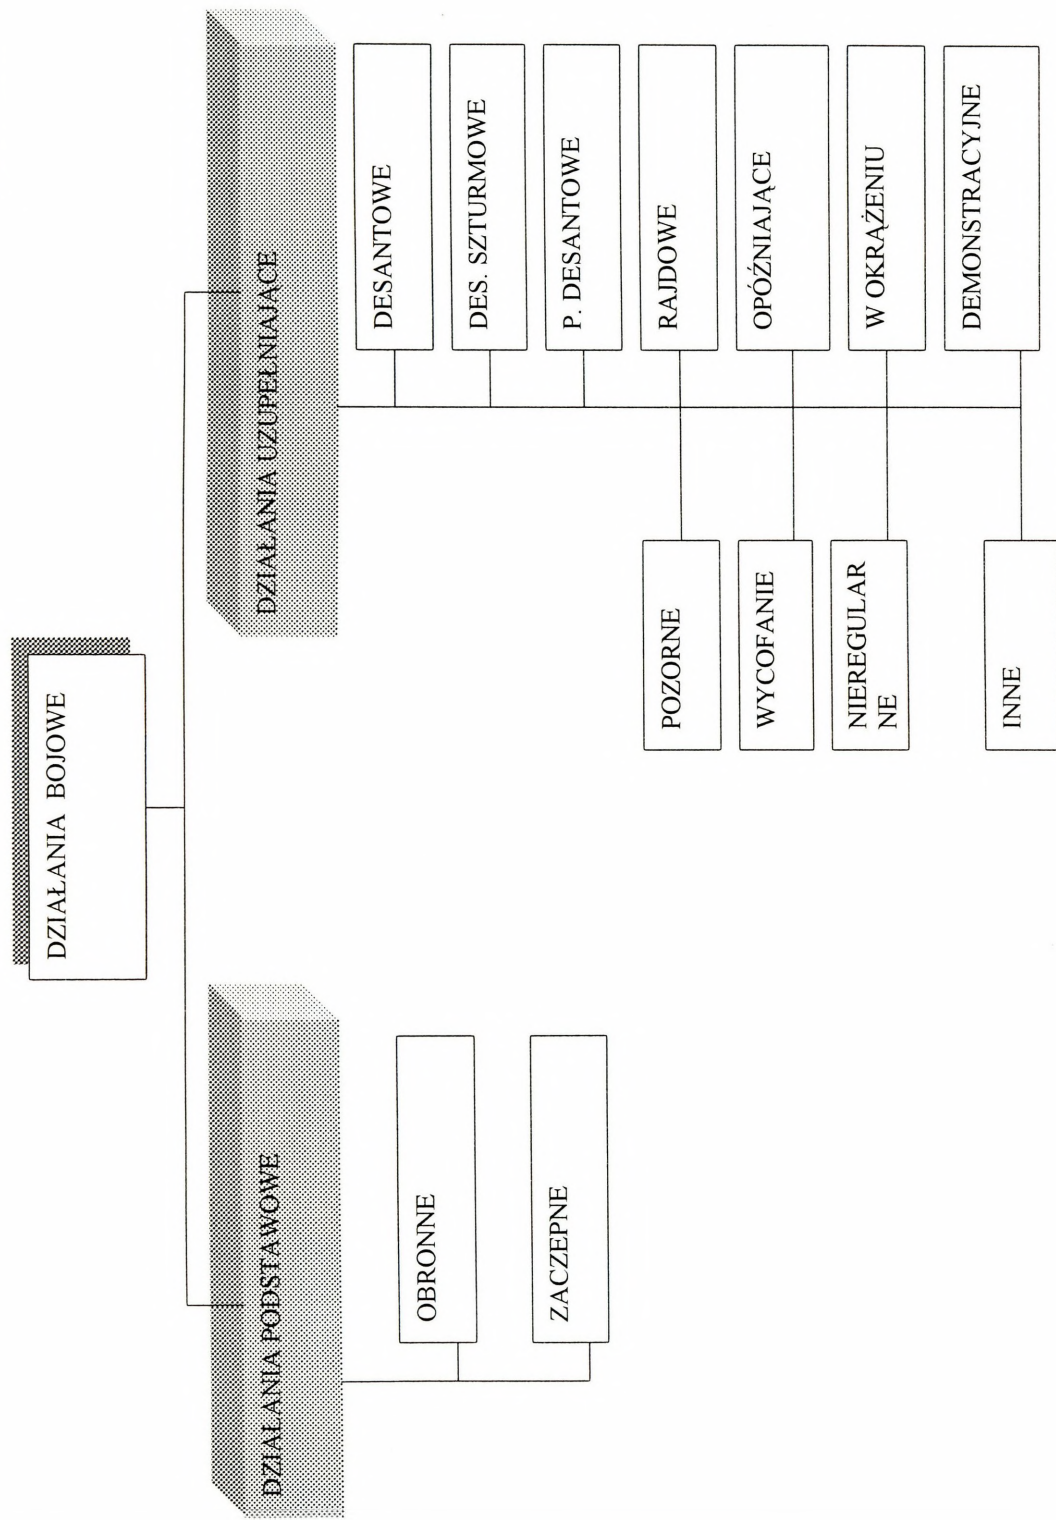 DZIAŁANIA BOJOWE
DZIAŁANIA PODSTAWOWE
OBRONNE
ZACZEPNE
DZIAŁANIA UZUPEŁNIAJĄCE
DESANTOWE
DES. SZTURMOWE
P. DESANTOWE
RAJDOWE
OPÓŹNIAJĄCE
W OKRĄŻENIU
DEMONSTRACYJNE
POZORNE
WYCOFANIE
NIEREGULAR
NE
INNE